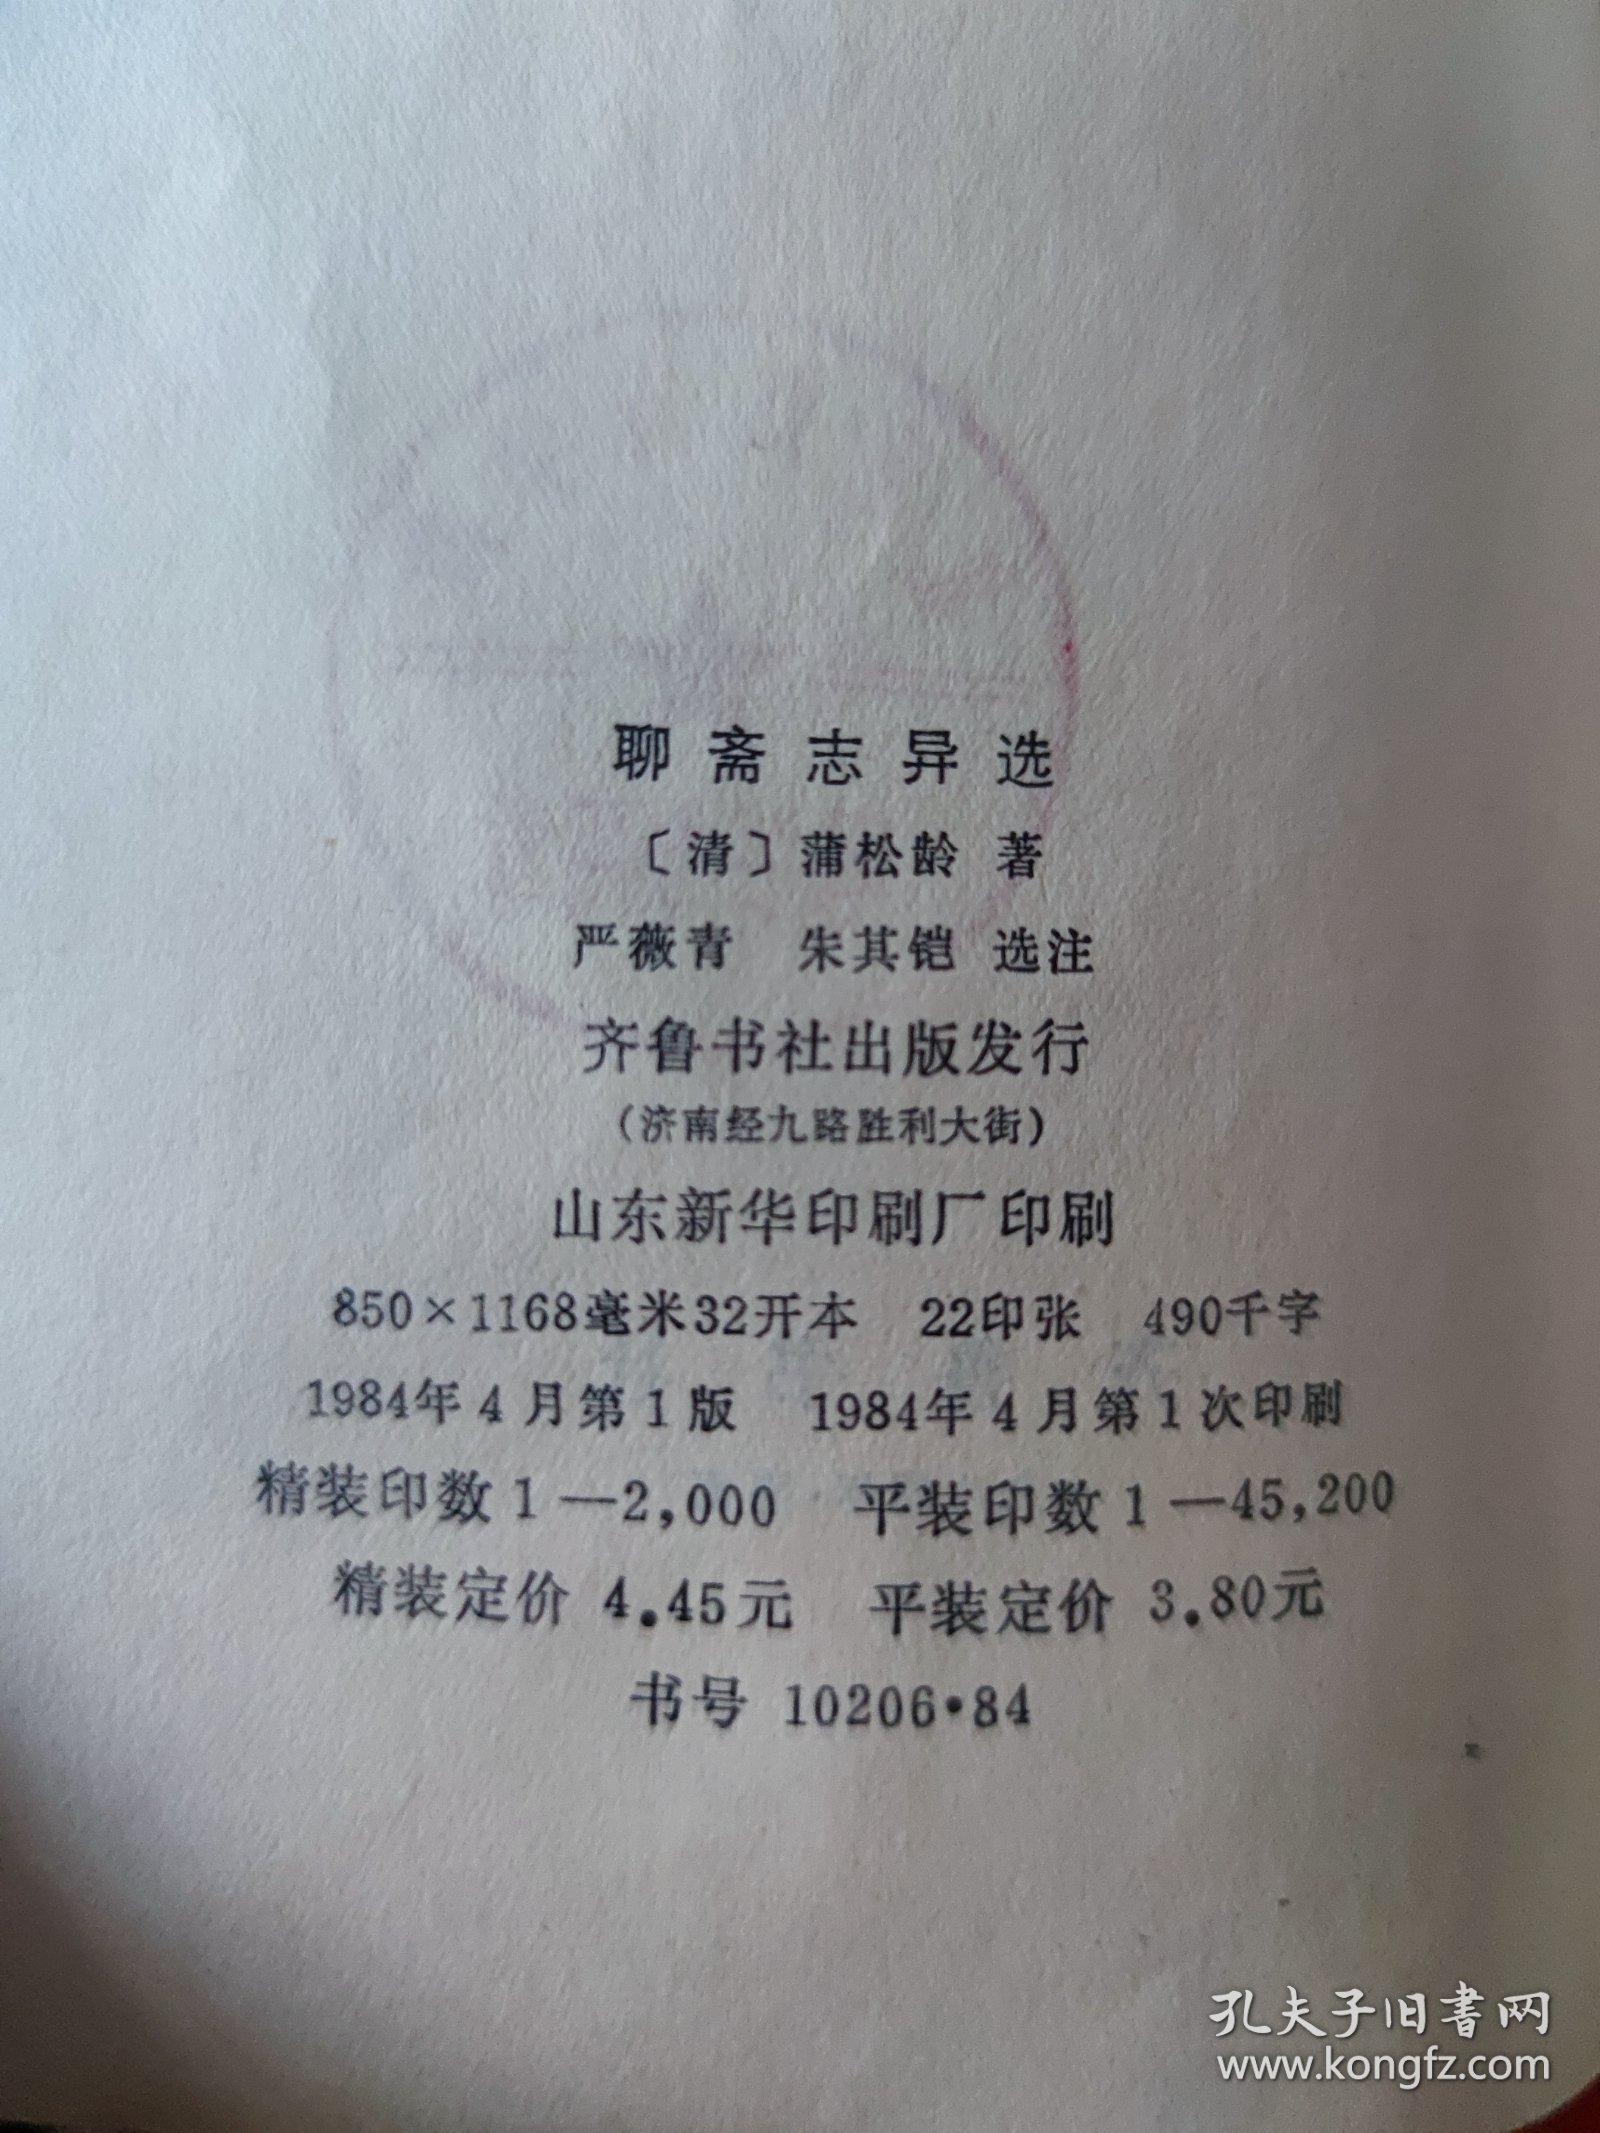 聊斋志异选
〔清〕蒲松龄 著
严薇青 朱其铠 选注
齐鲁书社出版发行
(济南经九路胜利大街)
山东新华印刷厂印刷
850×1168毫米32开本 22印张 490千字
1984年4月第1版 1984年4月第1次印刷
精装印数1—2,000 平装印数1—45,200
精装定价 4.45元 平装定价 3.80元
书号 10206·84
孔夫子旧书网
www.kongfz.com